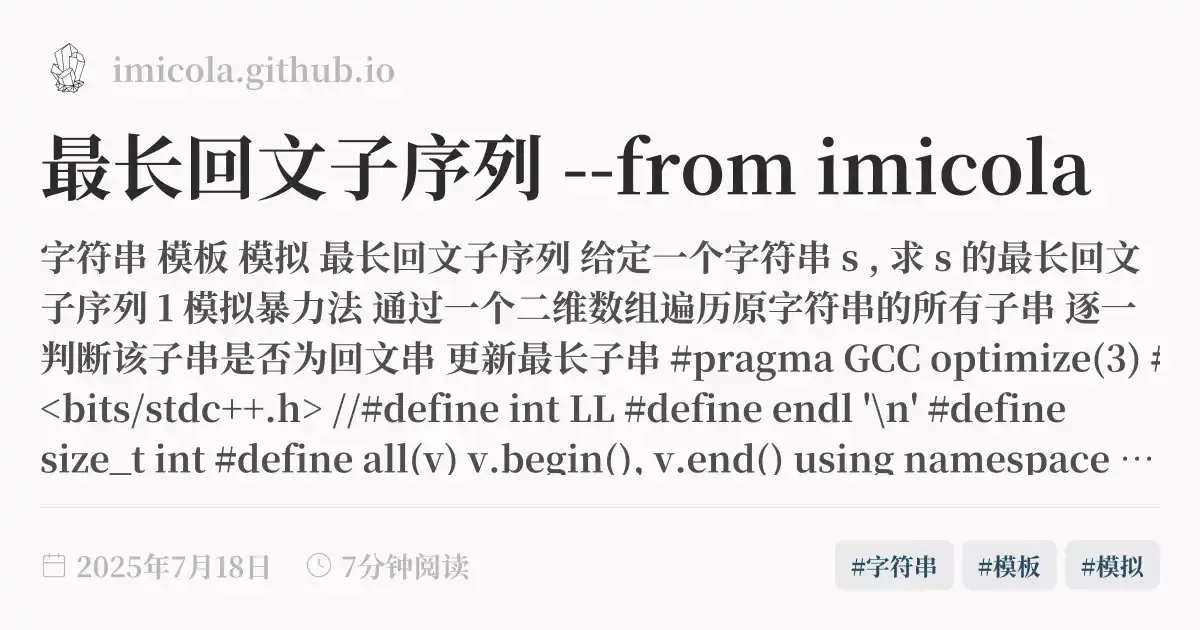 imicola.github.io
最长回文子序列 --from imicola
字符串 模板 模拟 最长回文子序列 给定一个字符串 s , 求 s 的最长回文
子序列 1 模拟暴力法 通过一个二维数组遍历原字符串的所有子串 逐一
判断该子串是否为回文串 更新最长子串 #pragma GCC optimize(3) #
<bits/stdc++.h> //#define int LL #define endl '\n' #define
size_t int #define all(v) v.begin(), v.end() using namespace …
2025年7月18日 7分钟阅读 #字符串 #模板 #模拟